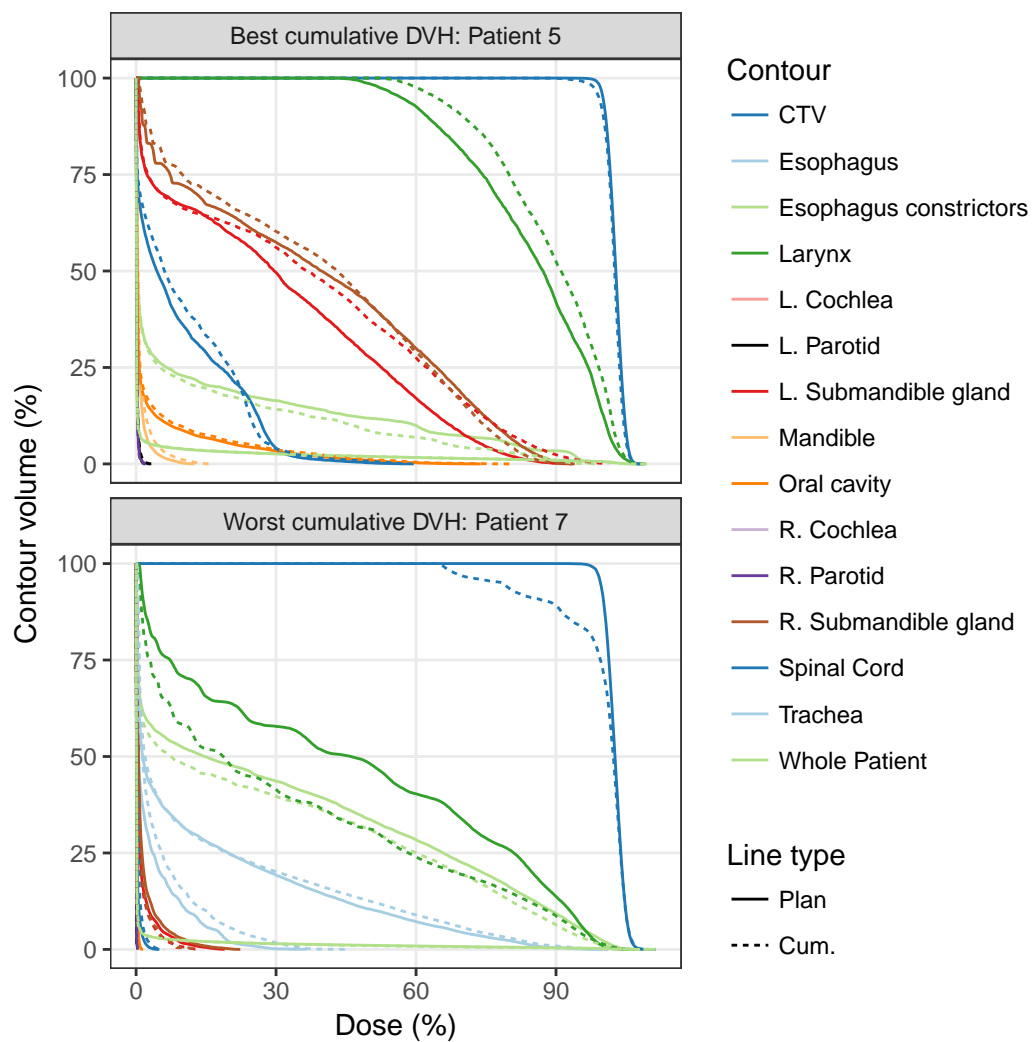 Best cumulative DVH: Patient 5
100
75
50
25
0
Worst cumulative DVH: Patient 7
100
75
50
25
0
0 30 60 90
Dose (%)
Contour volume (%)
Contour
CTV
Esophagus
Esophagus constrictors
Larynx
L. Cochlea
L. Parotid
L. Submandible gland
Mandible
Oral cavity
R. Cochlea
R. Parotid
R. Submandible gland
Spinal Cord
Trachea
Whole Patient
Line type
Plan
Cum.